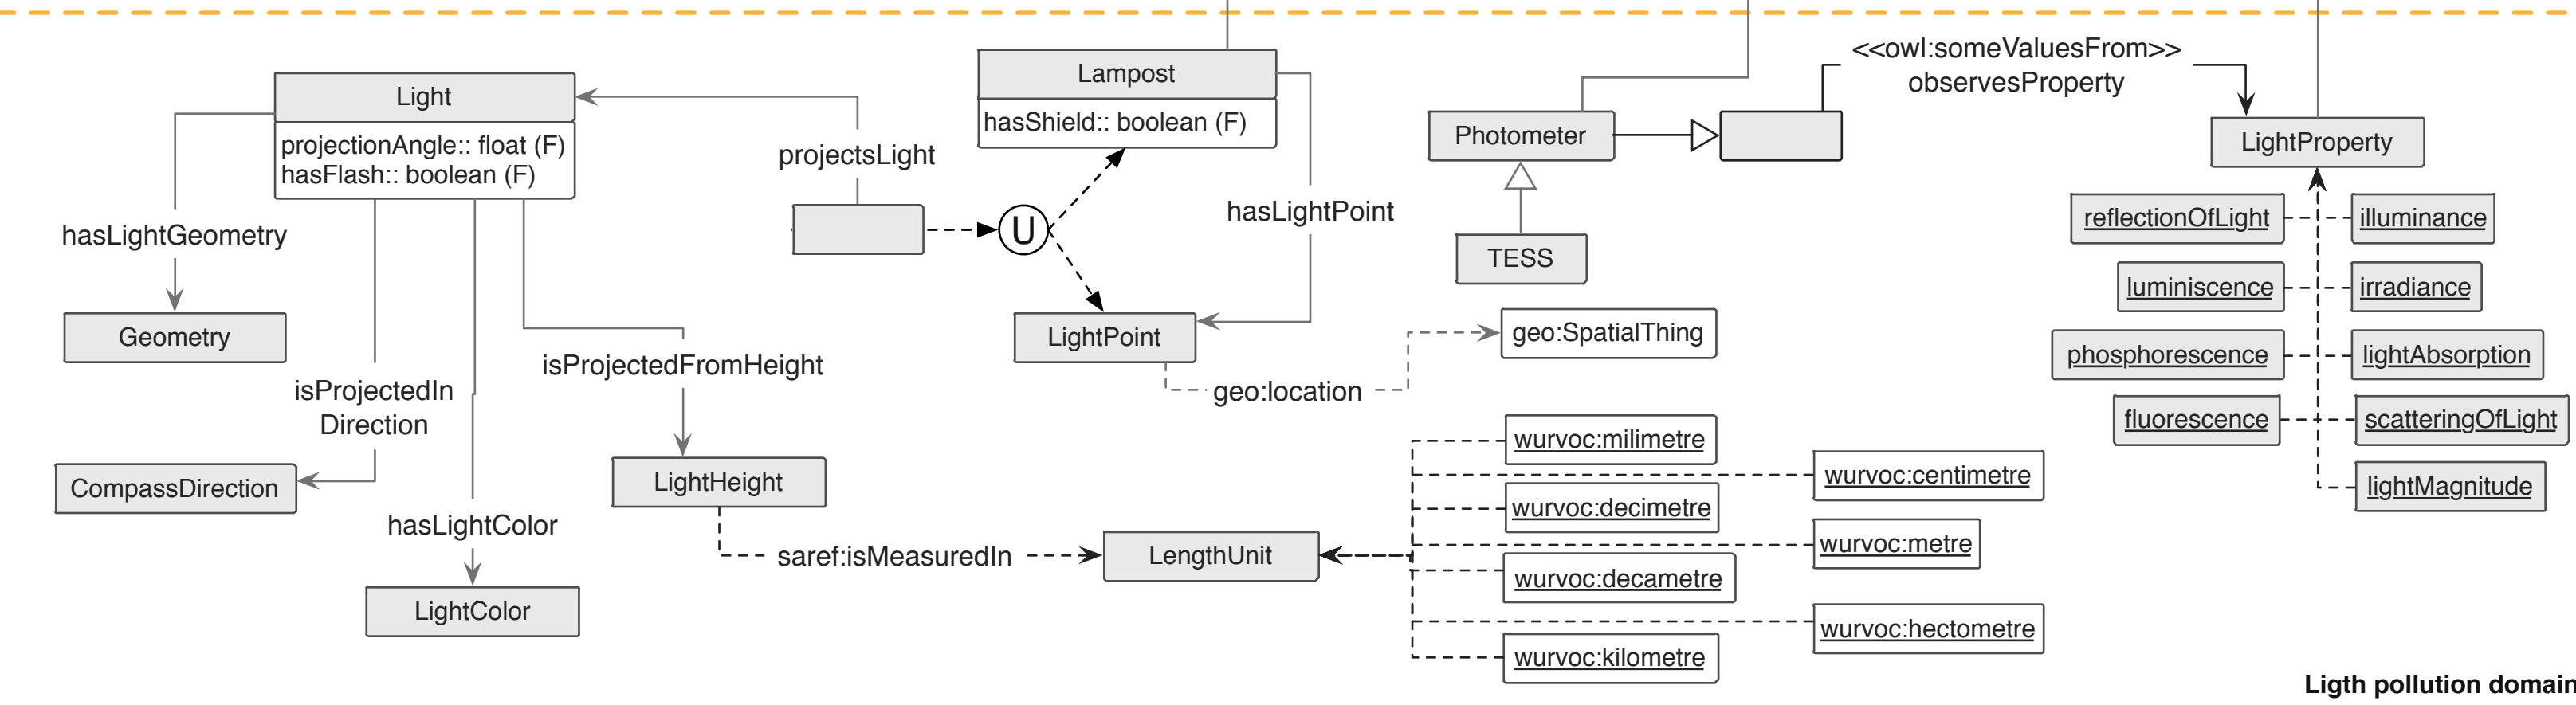 <<owl:someValuesFrom>>
observesProperty
Light
projectionAngle:: float (F)
hasFlash:: boolean (F)
Lampost
hasShield:: boolean (F)
projectsLight
U
hasLightPoint
Photometer
TESS
LightProperty
reflectionOfLight
illuminance
luminiscence
irradiance
phosphorescence
lightAbsorption
fluorescence
scatteringOfLight
lightMagnitude
hasLightGeometry
Geometry
isProjectedIn
Direction
CompassDirection
hasLightColor
LightColor
isProjectedFromHeight
LightHeight
LightPoint
geo:location
geo:SpatialThing
saref:isMeasuredIn
LengthUnit
wurvoc:milimetre
wurvoc:centimetre
wurvoc:decimetre
wurvoc:metre
wurvoc:decametre
wurvoc:hectometre
wurvoc:kilometre
Ligth pollution domain